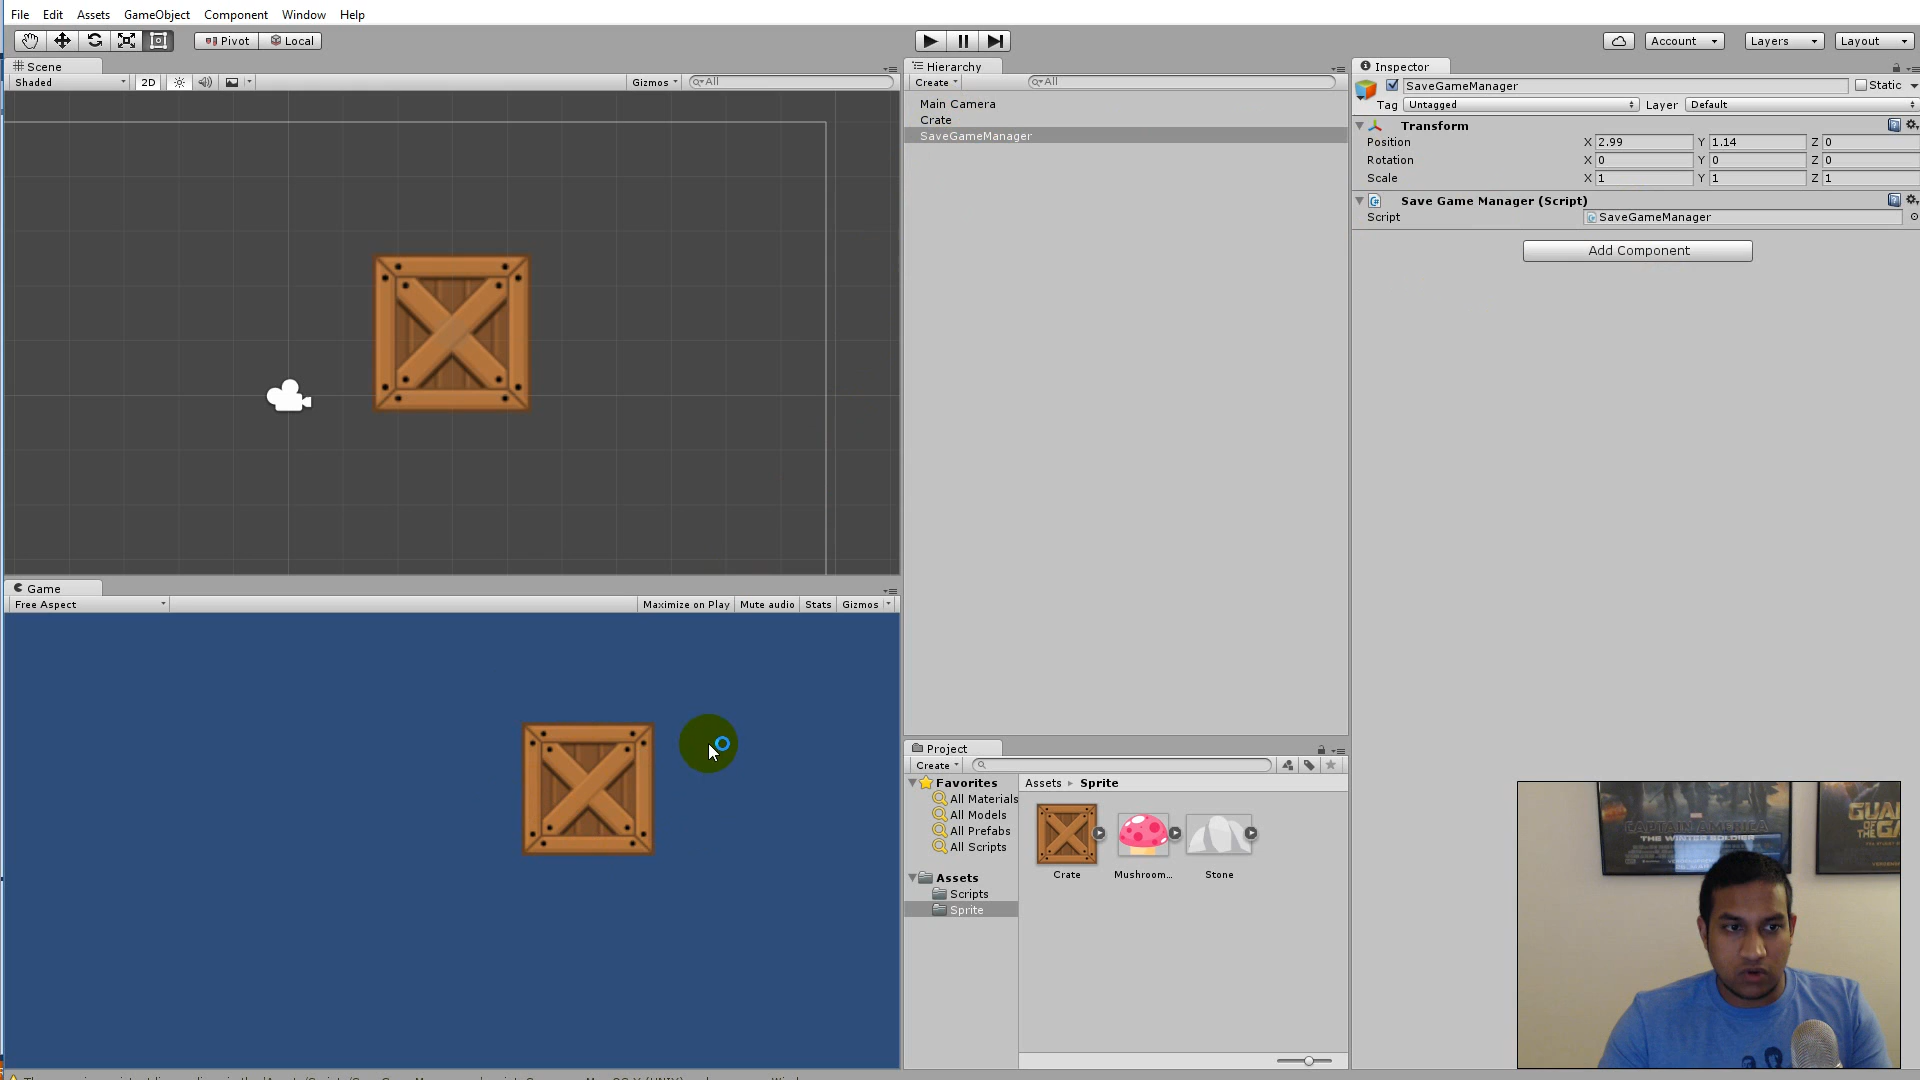 File Edit Assets GameObject Component Window Help
Pivot Local Account Layers Layout
Scene
Shaded 2D Gizmos All
Hierarchy
Create All
Main Camera
Crate
SaveGameManager
Inspector
SaveGameManager Static
Tag Untagged Layer Default
Transform
Position X 2.99 Y 1.14 Z 0
Rotation X 0 Y 0 Z 0
Scale X 1 Y 1 Z 1
Save Game Manager (Script)
Script SaveGameManager
Add Component
Game
Free Aspect Maximize on Play Mute audio Stats Gizmos
Project
Create
Favorites
All Materials
All Models
All Prefabs
All Scripts
Assets
Scripts
Sprite
Assets ▸ Sprite
Crate Mushroom... Stone
CAPTAIN AMERICA
THE WINTER SOLDIER